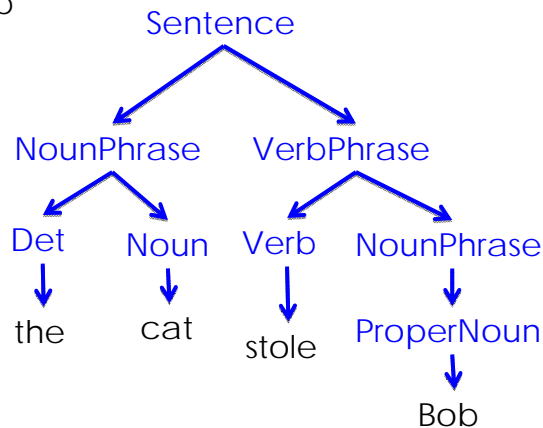 Sentence
NounPhrase VerbPhrase
Det Noun Verb NounPhrase
the cat stole ProperNoun
Bob